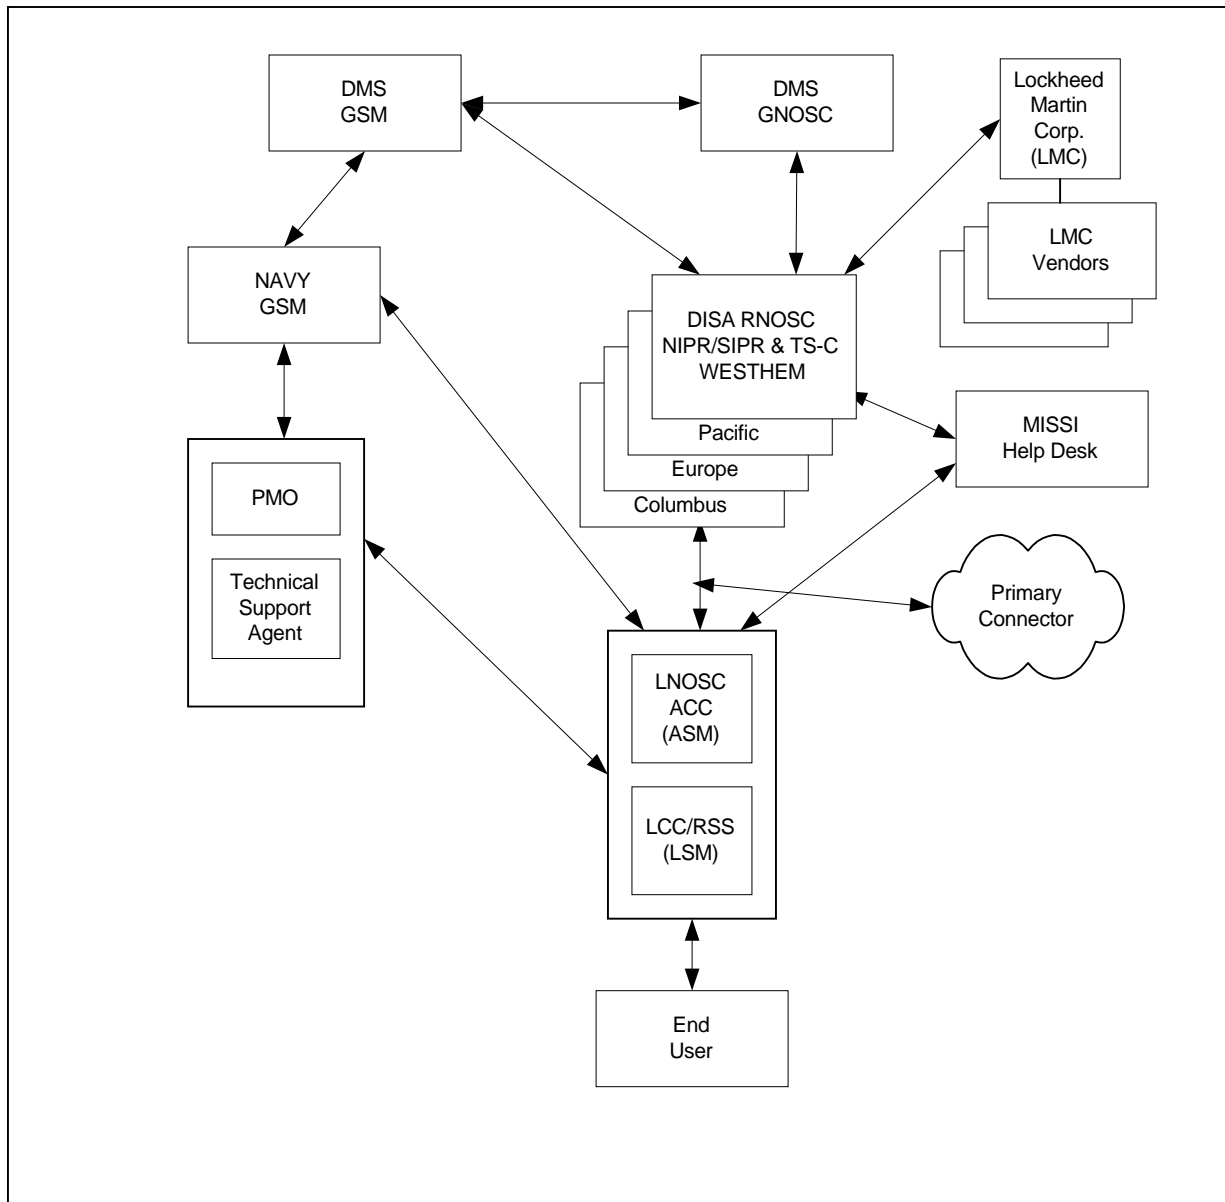 DMS
GSM
DMS
GNOSC
Lockheed
Martin
Corp.
(LMC)
LMC
Vendors
NAVY
GSM
DISA RNOSC
NIPR/SIPR & TS-C
WESTHEM
Pacific
Europe
Columbus
MISSI
Help Desk
PMO
Technical
Support
Agent
Primary
Connector
LNOSC
ACC
(ASM)
LCC/RSS
(LSM)
End
User